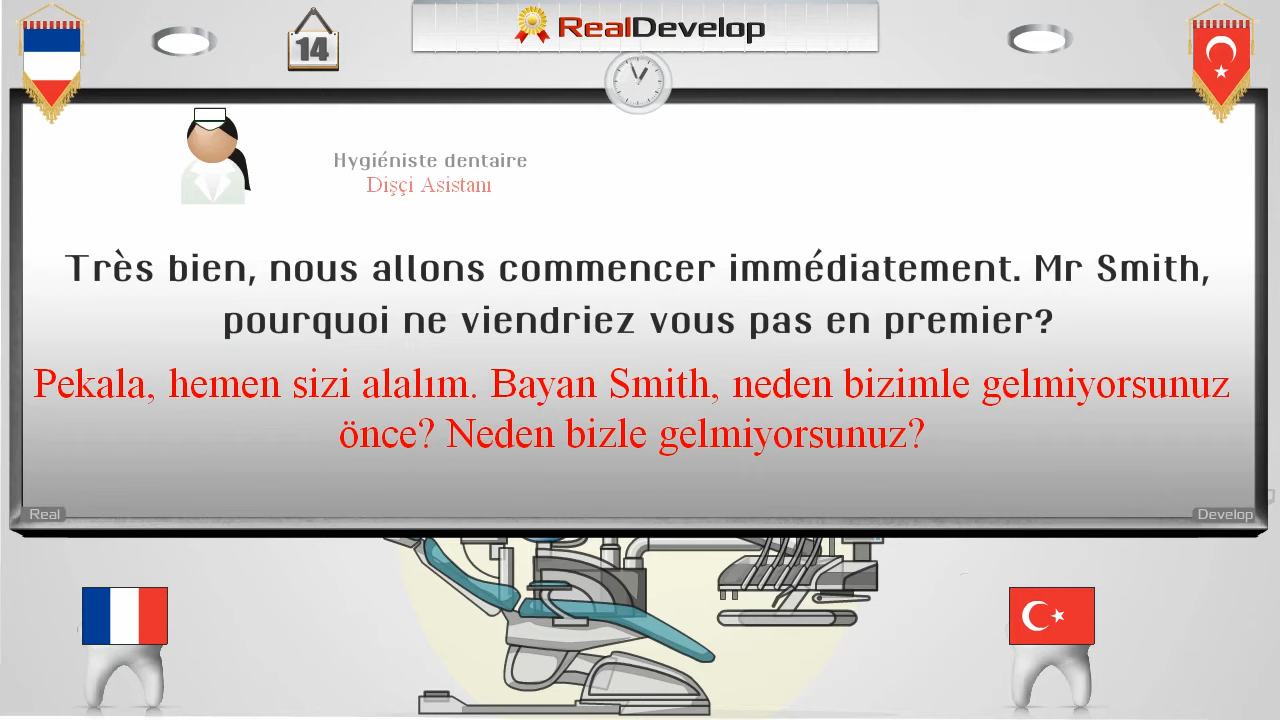 14
RealDevelop
Hygiéniste dentaire
Dişçi Asistanı
Très bien, nous allons commencer immédiatement. Mr Smith,
pourquoi ne viendriez vous pas en premier?
Pekala, hemen sizi alalım. Bayan Smith, neden bizimle gelmiyorsunuz
önce? Neden bizle gelmiyorsunuz?
Real
Develop